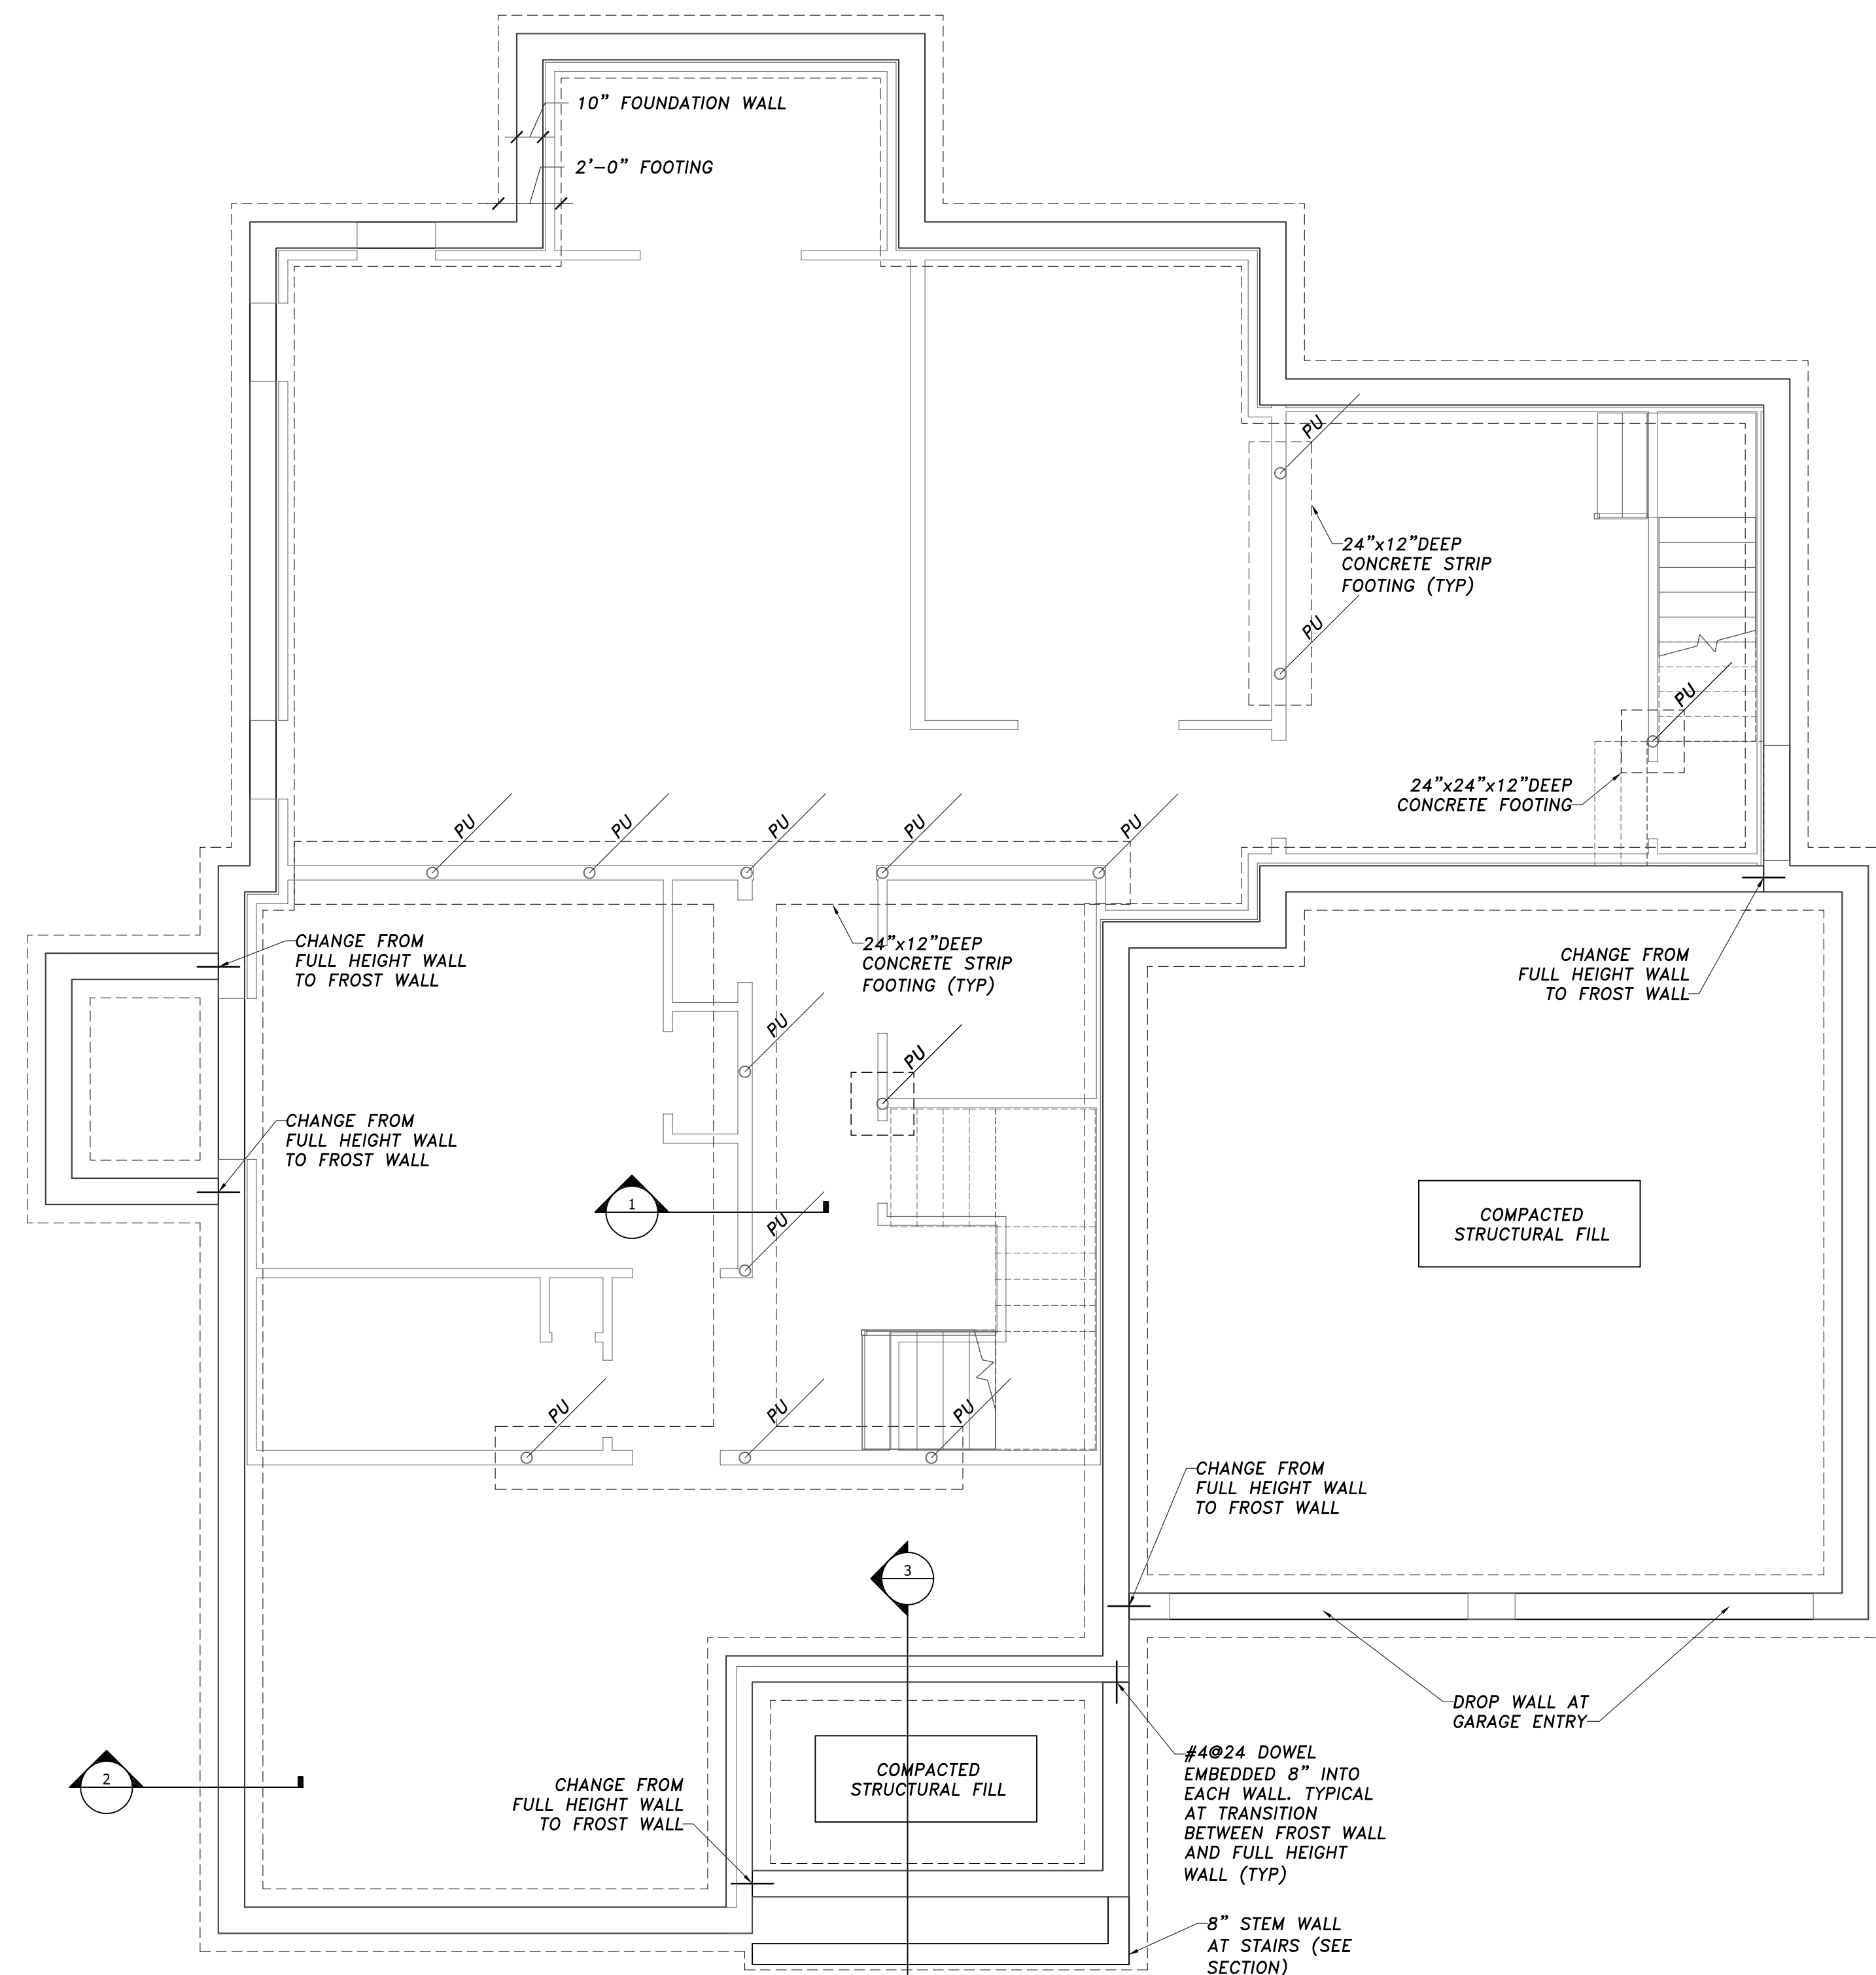 10” FOUNDATION WALL
2’-0” FOOTING
PU
24”x12”DEEP
CONCRETE STRIP
FOOTING (TYP)
PU
PU
24”x24”x12”DEEP
CONCRETE FOOTING
PU
PU
PU
PU
PU
CHANGE FROM
FULL HEIGHT WALL
TO FROST WALL
24”x12”DEEP
CONCRETE STRIP
FOOTING (TYP)
CHANGE FROM
FULL HEIGHT WALL
TO FROST WALL
PU
PU
CHANGE FROM
FULL HEIGHT WALL
TO FROST WALL
1
PU
COMPACTED
STRUCTURAL FILL
PU
PU
PU
CHANGE FROM
FULL HEIGHT WALL
TO FROST WALL
3
DROP WALL AT
GARAGE ENTRY
2
CHANGE FROM
FULL HEIGHT WALL
TO FROST WALL
COMPACTED
STRUCTURAL FILL
#4@24 DOWEL
EMBEDDED 8” INTO
EACH WALL. TYPICAL
AT TRANSITION
BETWEEN FROST WALL
AND FULL HEIGHT
WALL (TYP)
8” STEM WALL
AT STAIRS (SEE
SECTION)